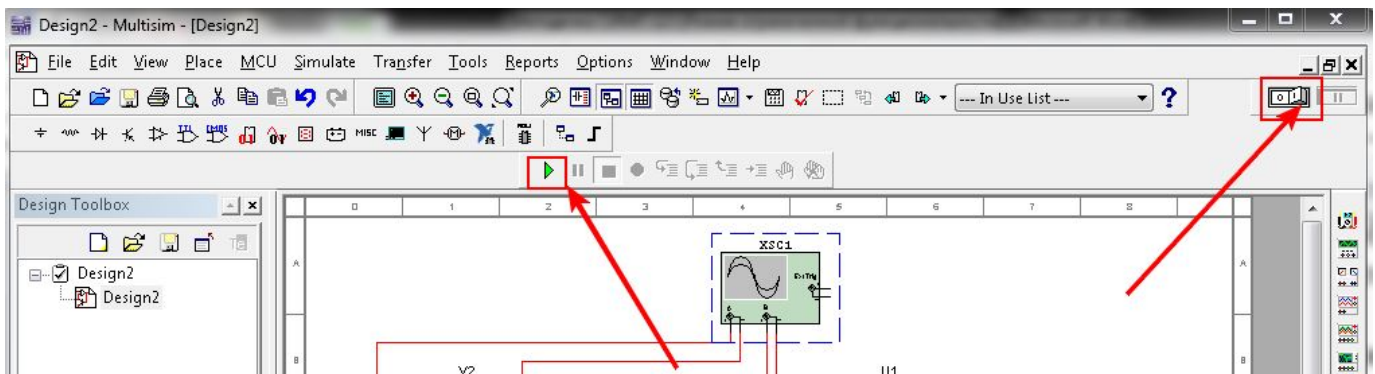 Design2 - Multisim - [Design2]
File Edit View Place MCU Simulate Transfer Tools Reports Options Window Help
--- In Use List ---
MISC
Design Toolbox
0 1 2 3 4 5 6 7 8
XSC1
Ext Trig
A
A
A B
Design2
Design2
B
B
V2
U1